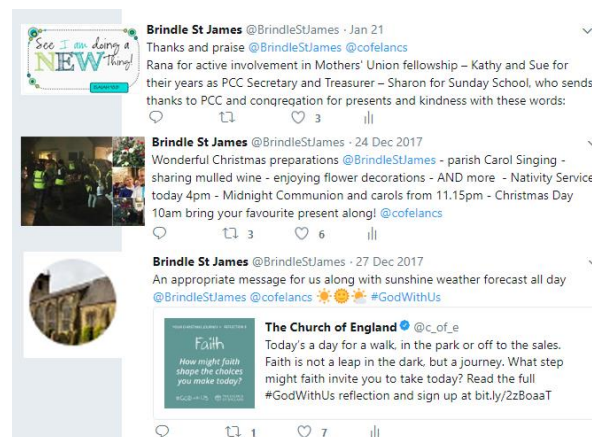 See I am doing a
NEW Thing!
ISAIAH
Brindle St James @BrindleStJames · Jan 21
Thanks and praise @BrindleStJames @cofelancs
Rana for active involvement in Mothers' Union fellowship – Kathy and Sue for
their years as PCC Secretary and Treasurer – Sharon for Sunday School, who sends
thanks to PCC and congregation for presents and kindness with these words:
3
Brindle St James @BrindleStJames · 24 Dec 2017
Wonderful Christmas preparations @BrindleStJames - parish Carol Singing -
sharing mulled wine - enjoying flower decorations - AND more - Nativity Service
today 4pm - Midnight Communion and carols from 11.15pm - Christmas Day
10am bring your favourite present along! @cofelancs
3 6
Brindle St James @BrindleStJames · 27 Dec 2017
An appropriate message for us along with sunshine weather forecast all day
@BrindleStJames @cofelancs ☀️🌞🌤️ #GodWithUs
Faith
How might faith
shape the choices
you make today?
The Church of England @c_of_e
Today's a day for a walk, in the park or off to the sales.
Faith is not a leap in the dark, but a journey. What step
might faith invite you to take today? Read the full
#GodWithUs reflection and sign up at bit.ly/2zBoaaT
1 7